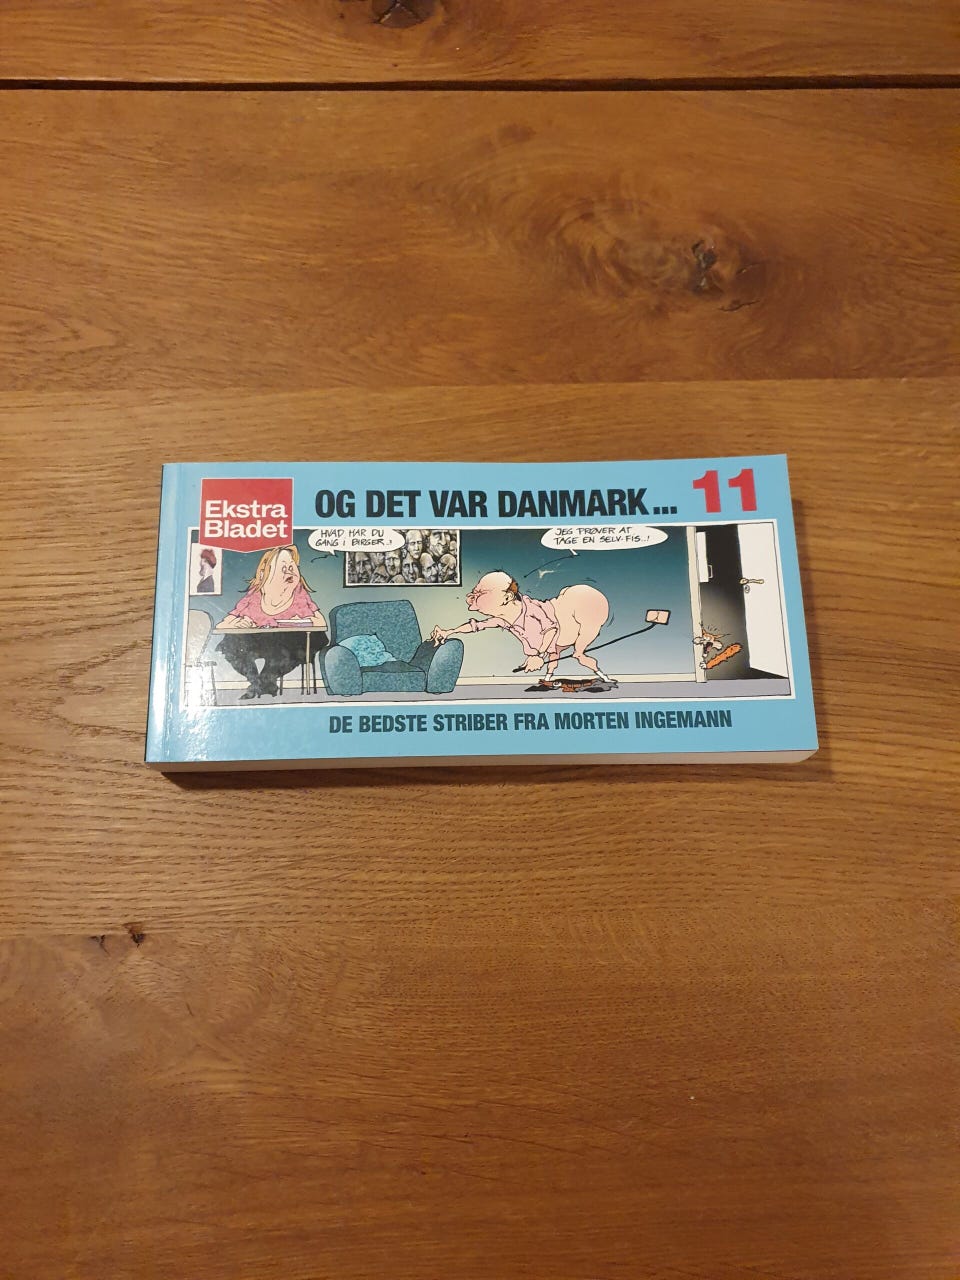 Ekstra
Bladet
OG DET VAR DANMARK... 11
HVAD HAR DU
GANG I BIRGER..!
JEG PRØVER AT
TAGE EN SELV-FIS..!
DE BEDSTE STRIBER FRA MORTEN INGEMANN